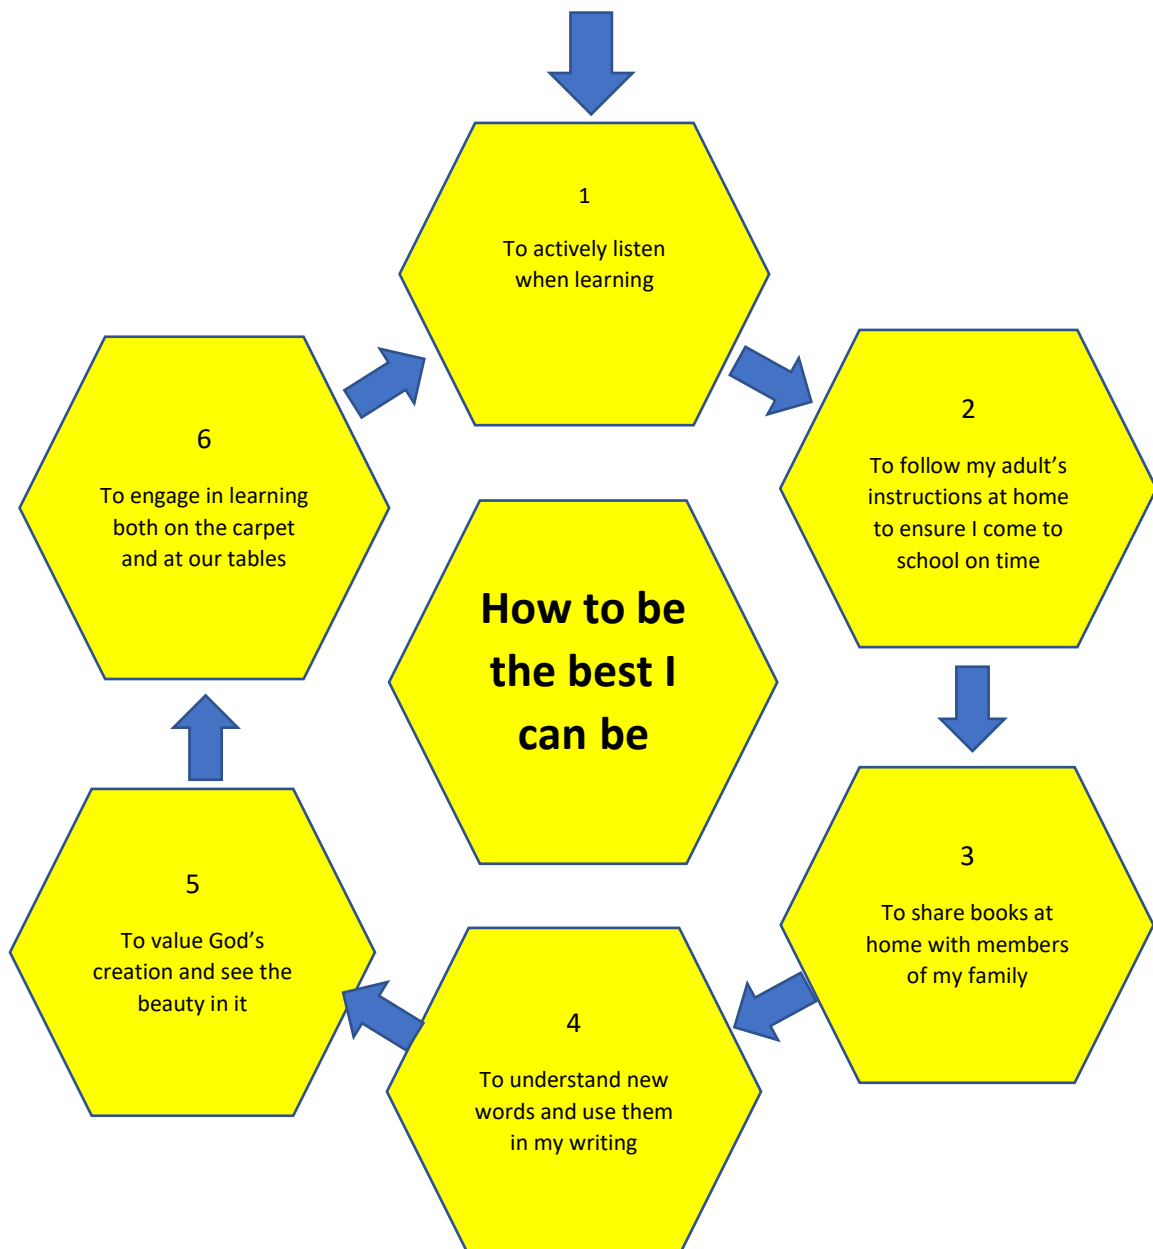 1
To actively listen
when learning
2
To follow my adult’s
instructions at home
to ensure I come to
school on time
3
To share books at
home with members
of my family
4
To understand new
words and use them
in my writing
5
To value God’s
creation and see the
beauty in it
6
To engage in learning
both on the carpet
and at our tables
How to be
the best I
can be